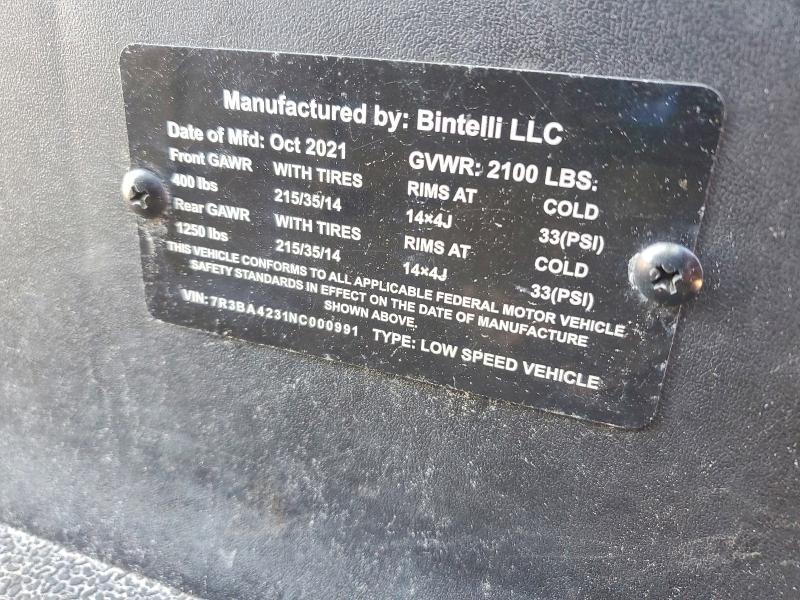 Manufactured by: Bintelli LLC
Date of Mfd: Oct 2021 GVWR: 2100 LBS:
Front GAWR WITH TIRES RIMS AT COLD
400 lbs 215/35/14 14×4J 33(PSI)
Rear GAWR WITH TIRES RIMS AT COLD
1250 lbs 215/35/14 14×4J 33(PSI)
THIS VEHICLE CONFORMS TO ALL APPLICABLE FEDERAL MOTOR VEHICLE
SAFETY STANDARDS IN EFFECT ON THE DATE OF MANUFACTURE
SHOWN ABOVE.
VIN: 7R3BA4231NC000991 TYPE: LOW SPEED VEHICLE